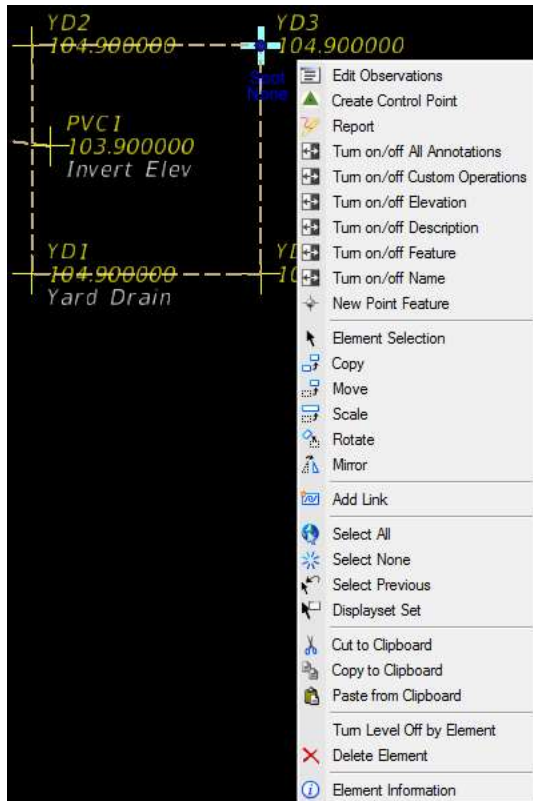 YD2
104.900000
YD3
104.900000
Spot
None
PVC1
103.900000
Invert Elev
YD1
104.900000
Yard Drain
Edit Observations
Create Control Point
Report
Turn on/off All Annotations
Turn on/off Custom Operations
Turn on/off Elevation
Turn on/off Description
Turn on/off Feature
Turn on/off Name
New Point Feature
Element Selection
Copy
Move
Scale
Rotate
Mirror
Add Link
Select All
Select None
Select Previous
Displayset Set
Cut to Clipboard
Copy to Clipboard
Paste from Clipboard
Turn Level Off by Element
Delete Element
Element Information